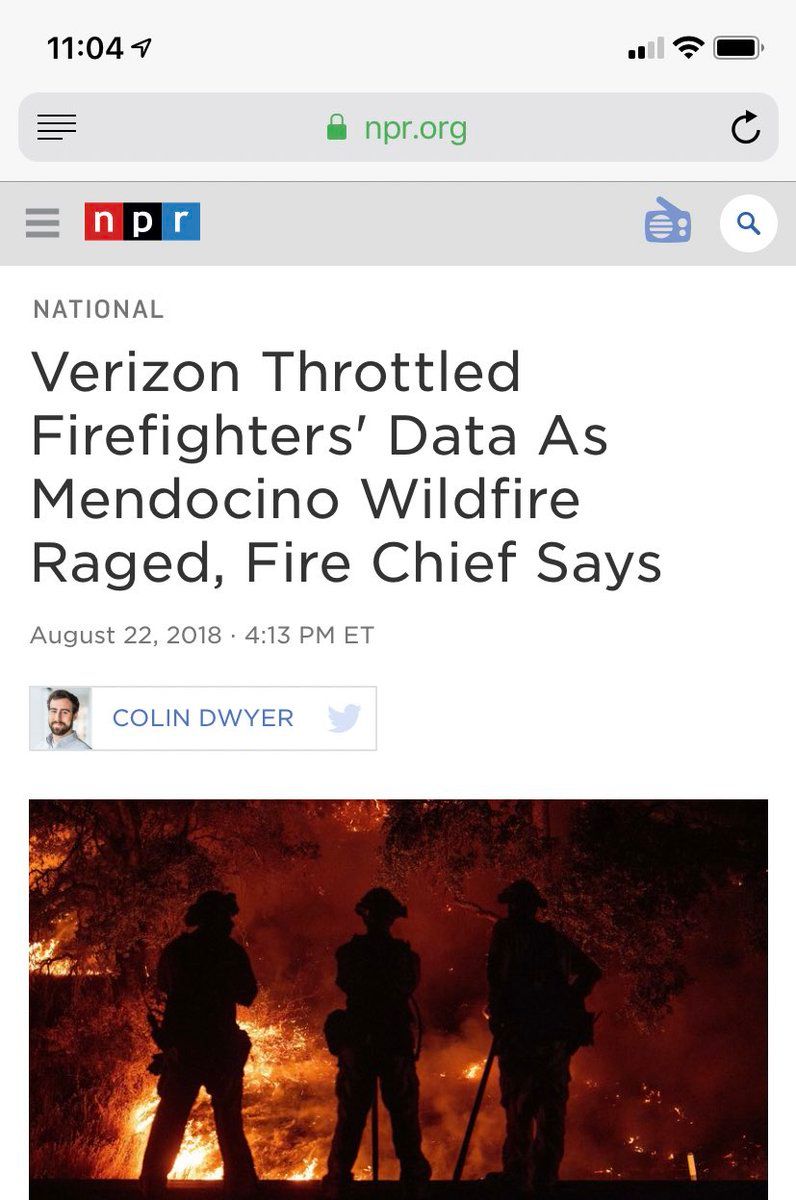 11:04
npr.org
npr
NATIONAL
Verizon Throttled
Firefighters' Data As
Mendocino Wildfire
Raged, Fire Chief Says
August 22, 2018 · 4:13 PM ET
COLIN DWYER